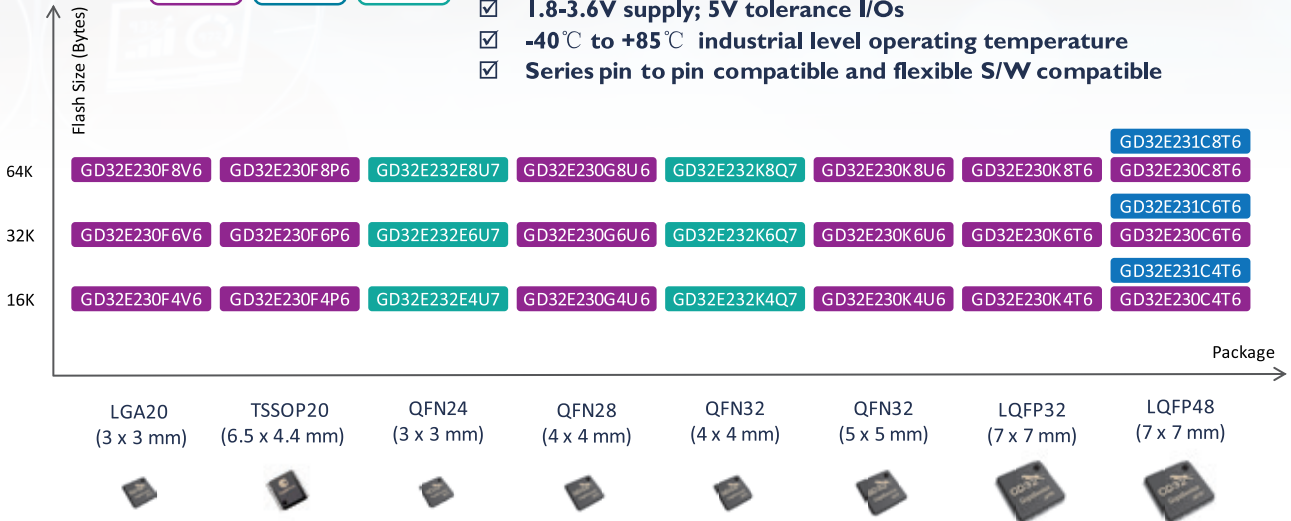 1.8-3.6V supply; 5V tolerance I/Os
-40℃ to +85℃ industrial level operating temperature
Series pin to pin compatible and flexible S/W compatible
Flash Size (Bytes)
GD32E231C8T6
64K GD32E230F8V6 GD32E230F8P6 GD32E232E8U7 GD32E230G8U6 GD32E232K8Q7 GD32E230K8U6 GD32E230K8T6 GD32E230C8T6
GD32E231C6T6
32K GD32E230F6V6 GD32E230F6P6 GD32E232E6U7 GD32E230G6U6 GD32E232K6Q7 GD32E230K6U6 GD32E230K6T6 GD32E230C6T6
GD32E231C4T6
16K GD32E230F4V6 GD32E230F4P6 GD32E232E4U7 GD32E230G4U6 GD32E232K4Q7 GD32E230K4U6 GD32E230K4T6 GD32E230C4T6
Package
LGA20 TSSOP20 QFN24 QFN28 QFN32 QFN32 LQFP32 LQFP48
(3 x 3 mm) (6.5 x 4.4 mm) (3 x 3 mm) (4 x 4 mm) (4 x 4 mm) (5 x 5 mm) (7 x 7 mm) (7 x 7 mm)